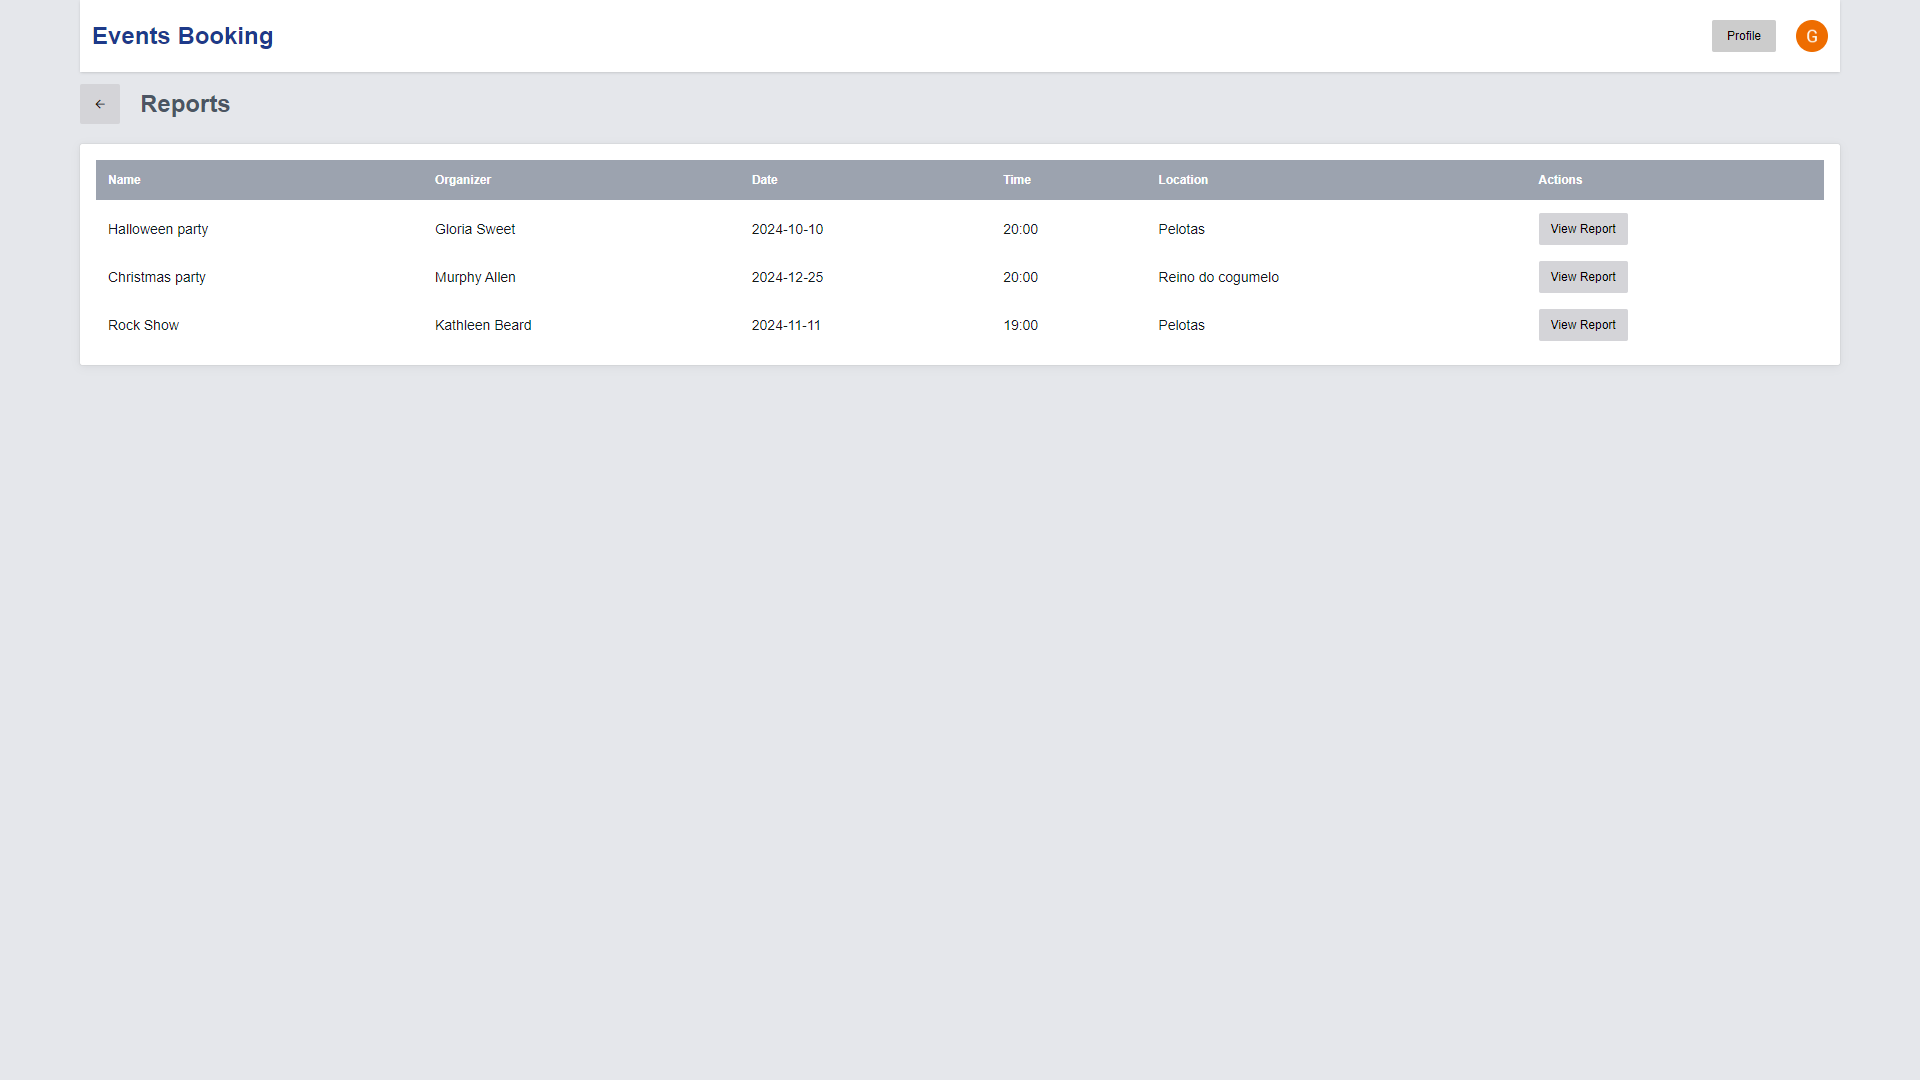 Events Booking
Profile
G
Reports
Name Organizer Date Time Location Actions
Halloween party Gloria Sweet 2024-10-10 20:00 Pelotas View Report
Christmas party Murphy Allen 2024-12-25 20:00 Reino do cogumelo View Report
Rock Show Kathleen Beard 2024-11-11 19:00 Pelotas View Report